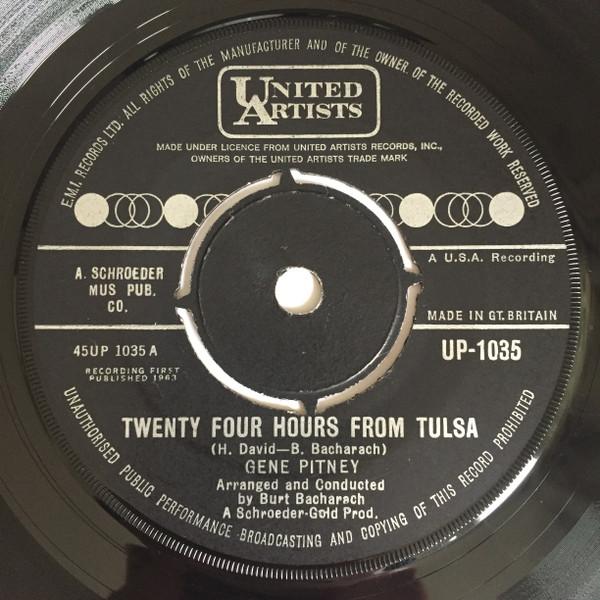 E.M.I. RECORDS LTD. ALL RIGHTS OF THE MANUFACTURER AND OF THE OWNER OF THE RECORDED WORK RESERVED
UNITED
ARTISTS
MADE UNDER LICENCE FROM UNITED ARTISTS RECORDS, INC.,
OWNERS OF THE UNITED ARTISTS TRADE MARK
A. SCHROEDER
MUS PUB.
CO.
A U.S.A. Recording
MADE IN GT. BRITAIN
45UP 1035 A
RECORDING FIRST
PUBLISHED 1963
UP-1035
TWENTY FOUR HOURS FROM TULSA
(H. David—B. Bacharach)
GENE PITNEY
Arranged and Conducted
by Burt Bacharach
A Schroeder-Gold Prod.
UNAUTHORISED PUBLIC PERFORMANCE BROADCASTING AND COPYING OF THIS RECORD PROHIBITED